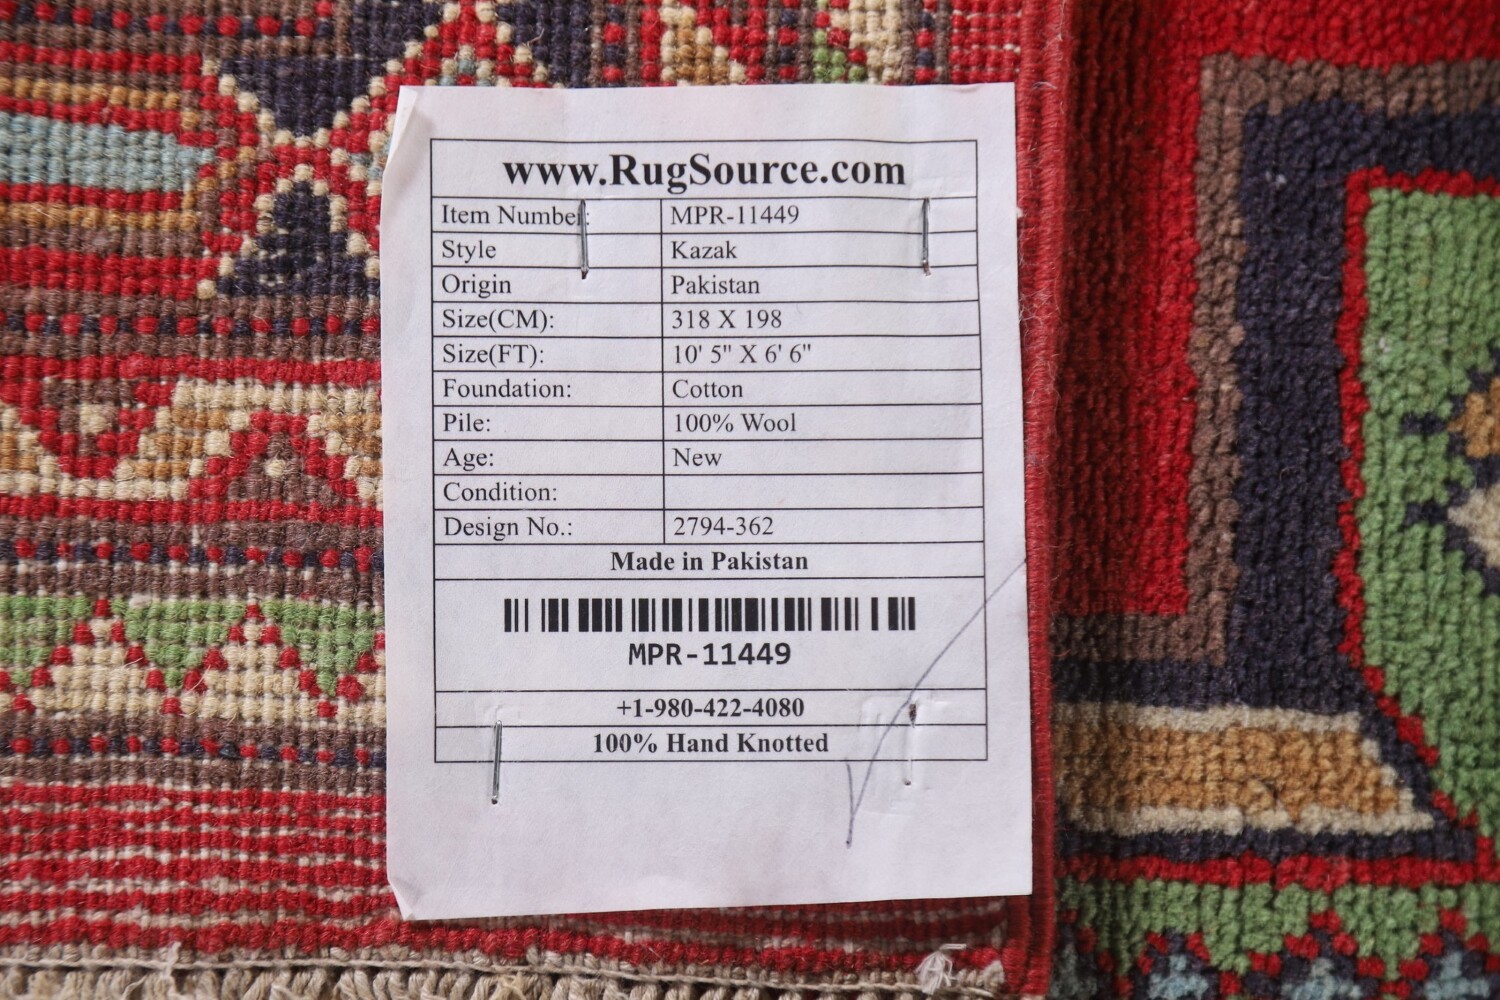 www.RugSource.com
Item Number: MPR-11449
Style Kazak
Origin Pakistan
Size(CM): 318 X 198
Size(FT): 10' 5" X 6' 6"
Foundation: Cotton
Pile: 100% Wool
Age: New
Condition:
Design No.: 2794-362
Made in Pakistan
MPR-11449
+1-980-422-4080
100% Hand Knotted